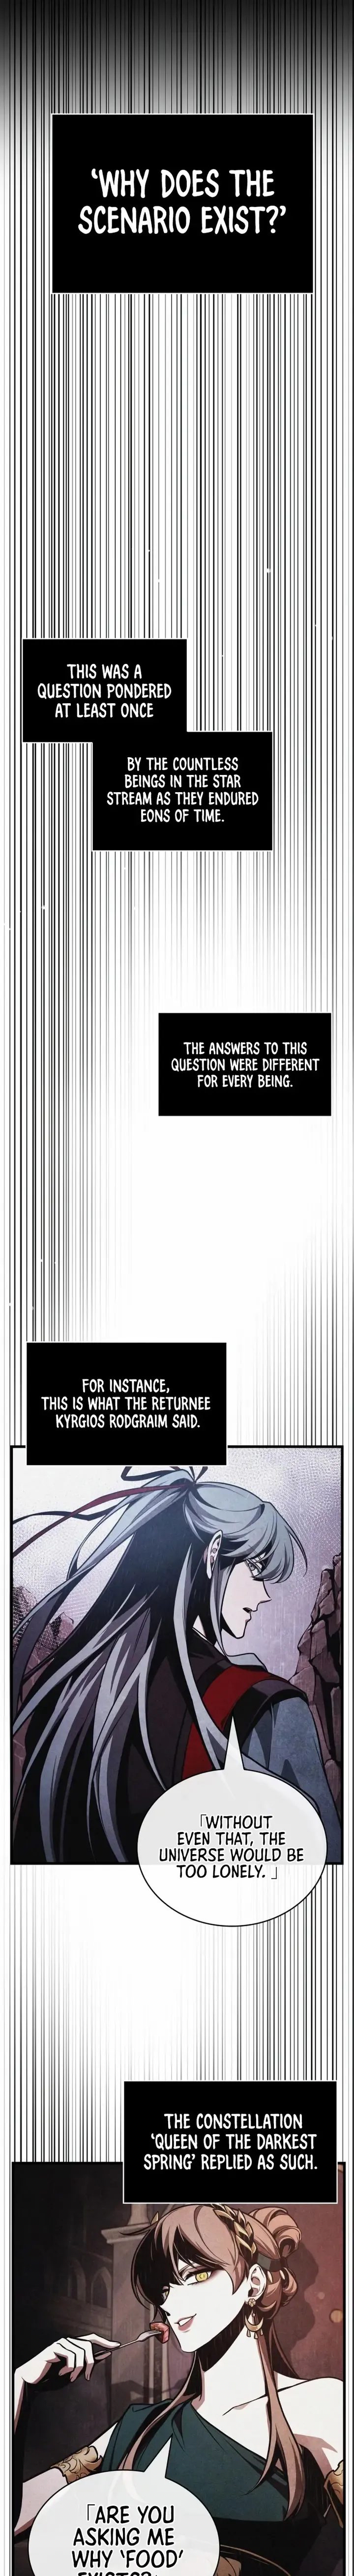 ‘WHY DOES THE
SCENARIO EXIST?’
THIS WAS A
QUESTION PONDERED
AT LEAST ONCE
BY THE COUNTLESS
BEINGS IN THE STAR
STREAM AS THEY ENDURED
EONS OF TIME.
THE ANSWERS TO THIS
QUESTION WERE DIFFERENT
FOR EVERY BEING.
FOR INSTANCE,
THIS IS WHAT THE RETURNEE
KYRGIOS RODGRAIM SAID.
「WITHOUT
EVEN THAT, THE
UNIVERSE WOULD BE
TOO LONELY.」
THE CONSTELLATION
‘QUEEN OF THE DARKEST
SPRING’ REPLIED AS SUCH.
「ARE YOU
ASKING ME
WHY ‘FOOD’